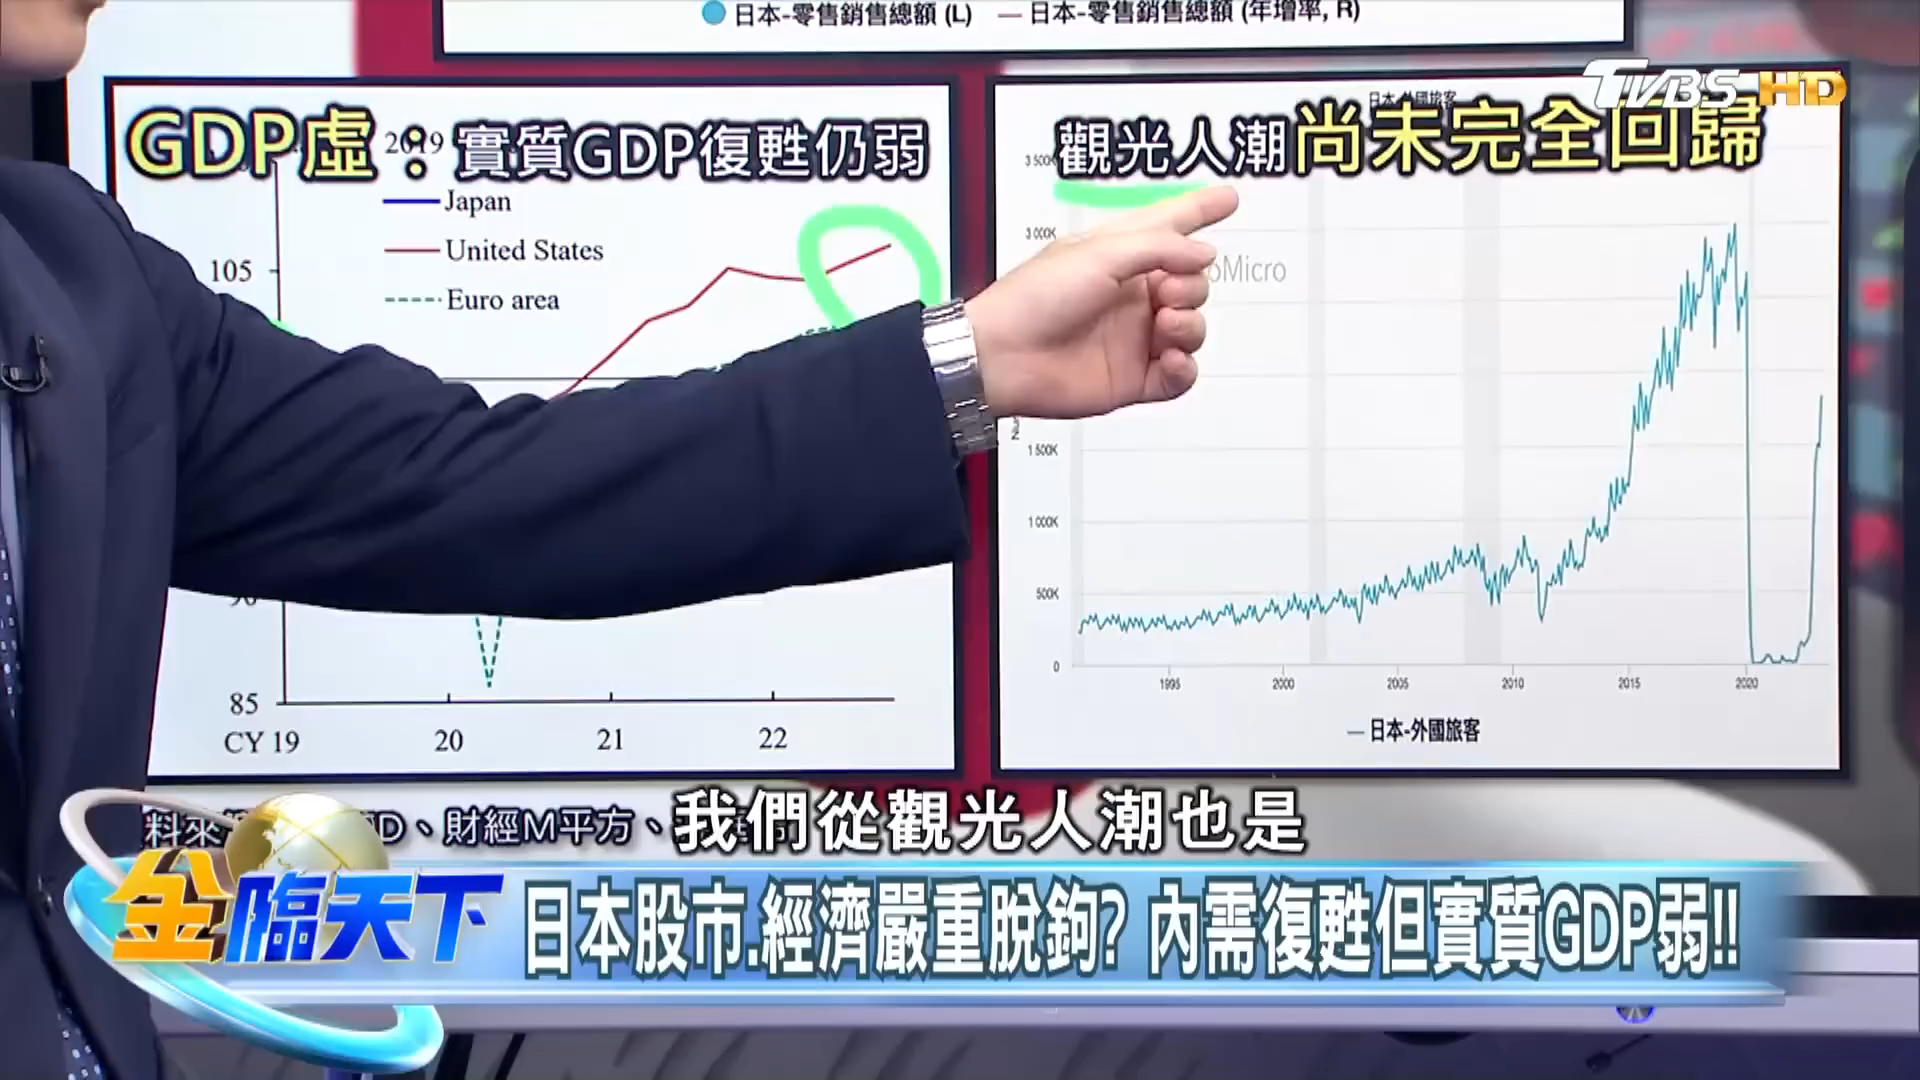 日本-零售銷售總額 (L) 日本-零售銷售總額 (年增率, R)
TVBS HD
GDP虛：實質GDP復甦仍弱
2019
Japan
United States
Euro area
105
85
CY 19 20 21 22
觀光人潮尚未完全回歸
3 500K
3 000K
oMicro
1 500K
1 000K
500K
0
1995 2000 2005 2010 2015 2020
日本-外國旅客
料來 D、財經M平方、
我們從觀光人潮也是
金臨天下
日本股市.經濟嚴重脫鉤? 內需復甦但實質GDP弱!!